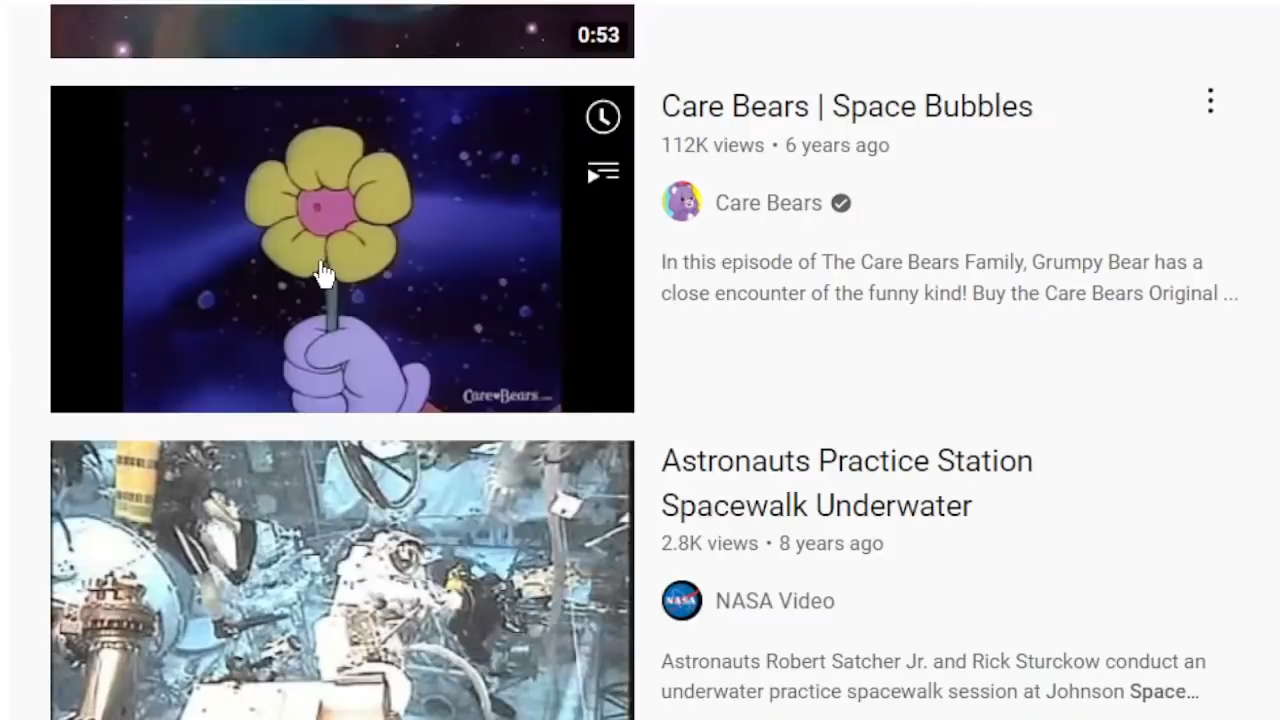 0:53
Care Bears | Space Bubbles
112K views • 6 years ago
Care Bears
In this episode of The Care Bears Family, Grumpy Bear has a
close encounter of the funny kind! Buy the Care Bears Original ...
Care♥Bears.com
Astronauts Practice Station
Spacewalk Underwater
2.8K views • 8 years ago
NASA
NASA Video
Astronauts Robert Satcher Jr. and Rick Sturckow conduct an
underwater practice spacewalk session at Johnson Space...